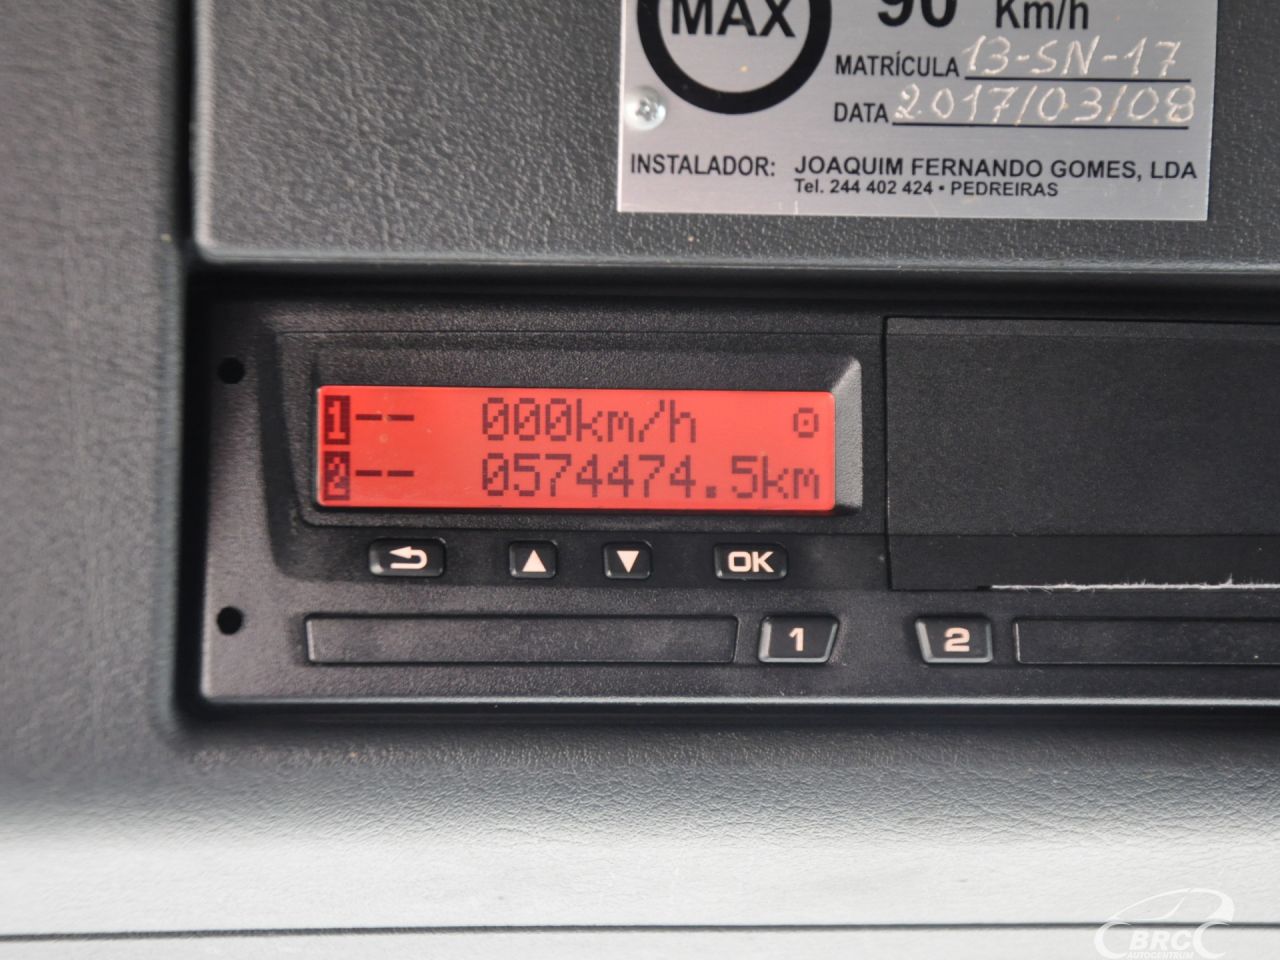 MAX 90 Km/h
MATRÍCULA 13-SN-17
DATA 2017/03/08
INSTALADOR: JOAQUIM FERNANDO GOMES, LDA
Tel. 244 402 424 • PEDREIRAS
1-- 000km/h
2-- 0574474.5km
OK
1 2
BRC
AUTOCENTRUM